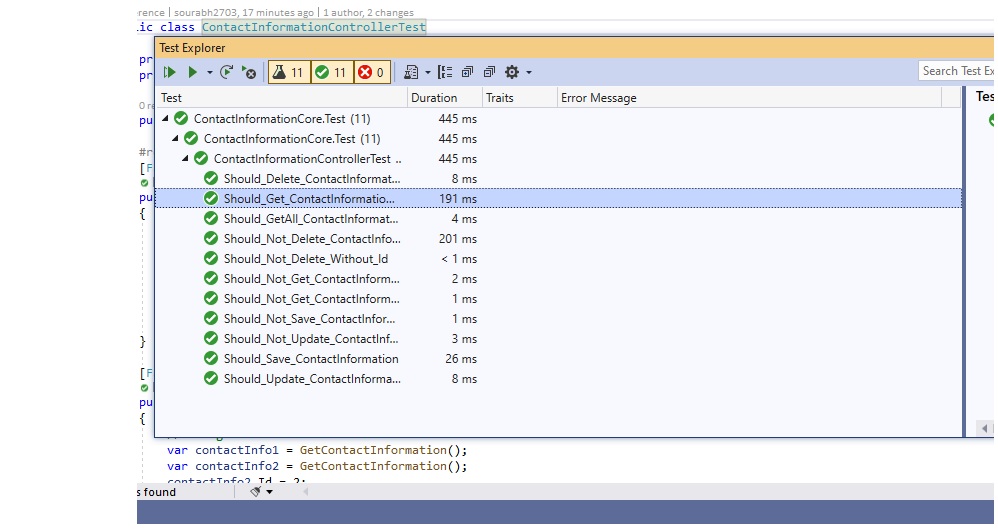 rence | sourabh2703, 17 minutes ago | 1 author, 2 changes
ic class ContactInformationControllerTest
Test Explorer
pr
pr
11 11 0
Search Test Ex
Test Duration Traits Error Message
Tes
0 re
ContactInformationCore.Test (11) 445 ms
pu
ContactInformationCore.Test (11) 445 ms
#r
ContactInformationControllerTest .. 445 ms
[F
Should_Delete_ContactInformat... 8 ms
pu
Should_Get_ContactInformatio... 191 ms
{
Should_GetAll_ContactInformat... 4 ms
Should_Not_Delete_ContactInfo... 201 ms
Should_Not_Delete_Without_Id < 1 ms
Should_Not_Get_ContactInform... 2 ms
Should_Not_Get_ContactInform... 1 ms
Should_Not_Save_ContactInfor... 1 ms
}
Should_Not_Update_ContactInf... 3 ms
Should_Save_ContactInformation 26 ms
[F
Should_Update_ContactInforma... 8 ms
pu
{
var contactInfo1 = GetContactInformation();
var contactInfo2 = GetContactInformation();
contactInfo2.Id = 2;
s found